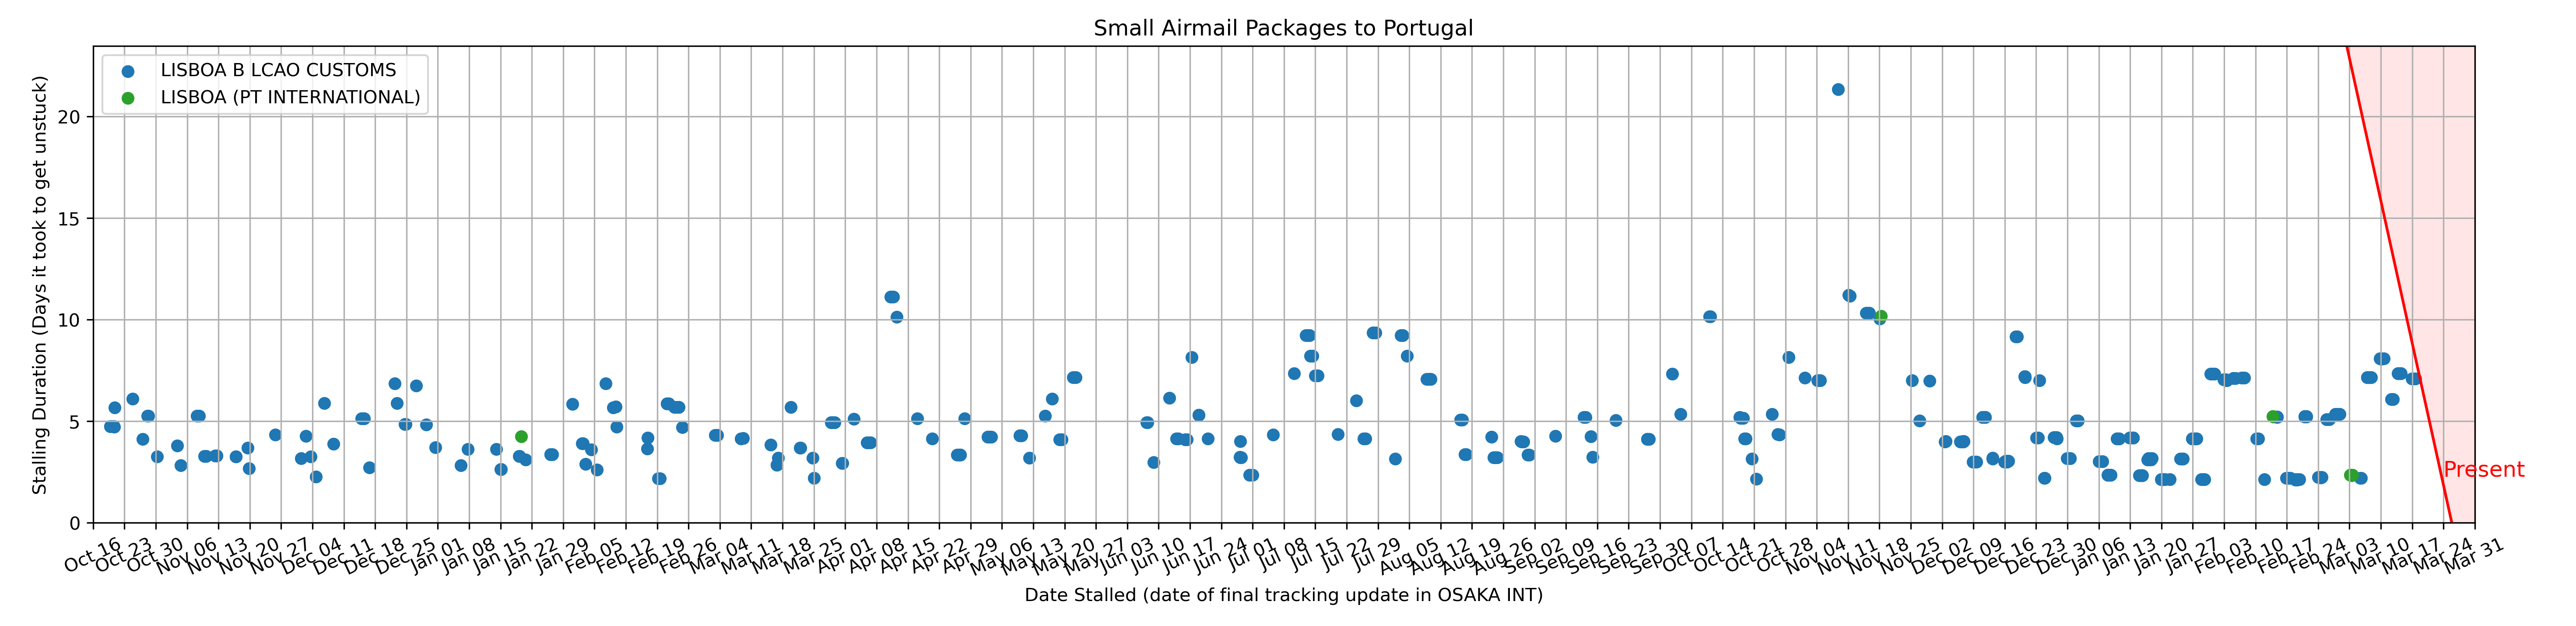 Small Airmail Packages to Portugal
LISBOA B LCAO CUSTOMS
LISBOA (PT INTERNATIONAL)
Stalling Duration (Days it took to get unstuck)
20
15
10
5
0
Present
Oct 16
Oct 23
Oct 30
Nov 06
Nov 13
Nov 20
Nov 27
Dec 04
Dec 11
Dec 18
Dec 25
Jan 01
Jan 08
Jan 15
Jan 22
Jan 29
Feb 05
Feb 12
Feb 19
Feb 26
Mar 04
Mar 11
Mar 18
Mar 25
Apr 01
Apr 08
Apr 15
Apr 22
Apr 29
May 06
May 13
May 20
May 27
Jun 03
Jun 10
Jun 17
Jun 24
Jul 01
Jul 08
Jul 15
Jul 22
Jul 29
Aug 05
Aug 12
Aug 19
Aug 26
Sep 02
Sep 09
Sep 16
Sep 23
Sep 30
Oct 07
Oct 14
Oct 21
Oct 28
Nov 04
Nov 11
Nov 18
Nov 25
Dec 02
Dec 09
Dec 16
Dec 23
Dec 30
Jan 06
Jan 13
Jan 20
Jan 27
Feb 03
Feb 10
Feb 17
Feb 24
Mar 03
Mar 10
Mar 17
Mar 24
Mar 31
Date Stalled (date of final tracking update in OSAKA INT)